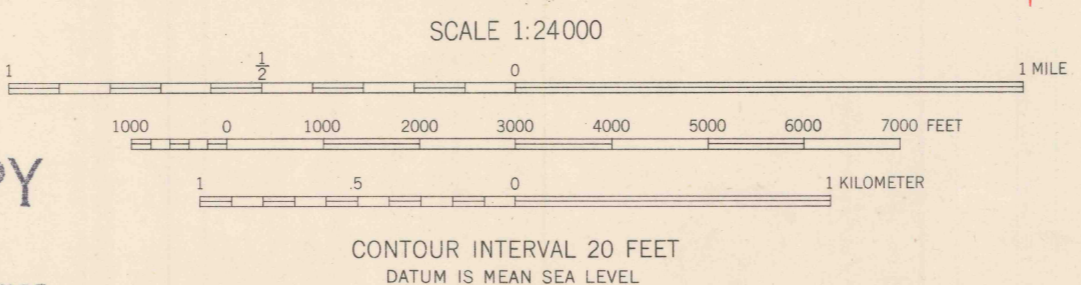 SCALE 1:24000
1 1/2 0 1 MILE
1000 0 1000 2000 3000 4000 5000 6000 7000 FEET
1 .5 0 1 KILOMETER
CONTOUR INTERVAL 20 FEET
DATUM IS MEAN SEA LEVEL